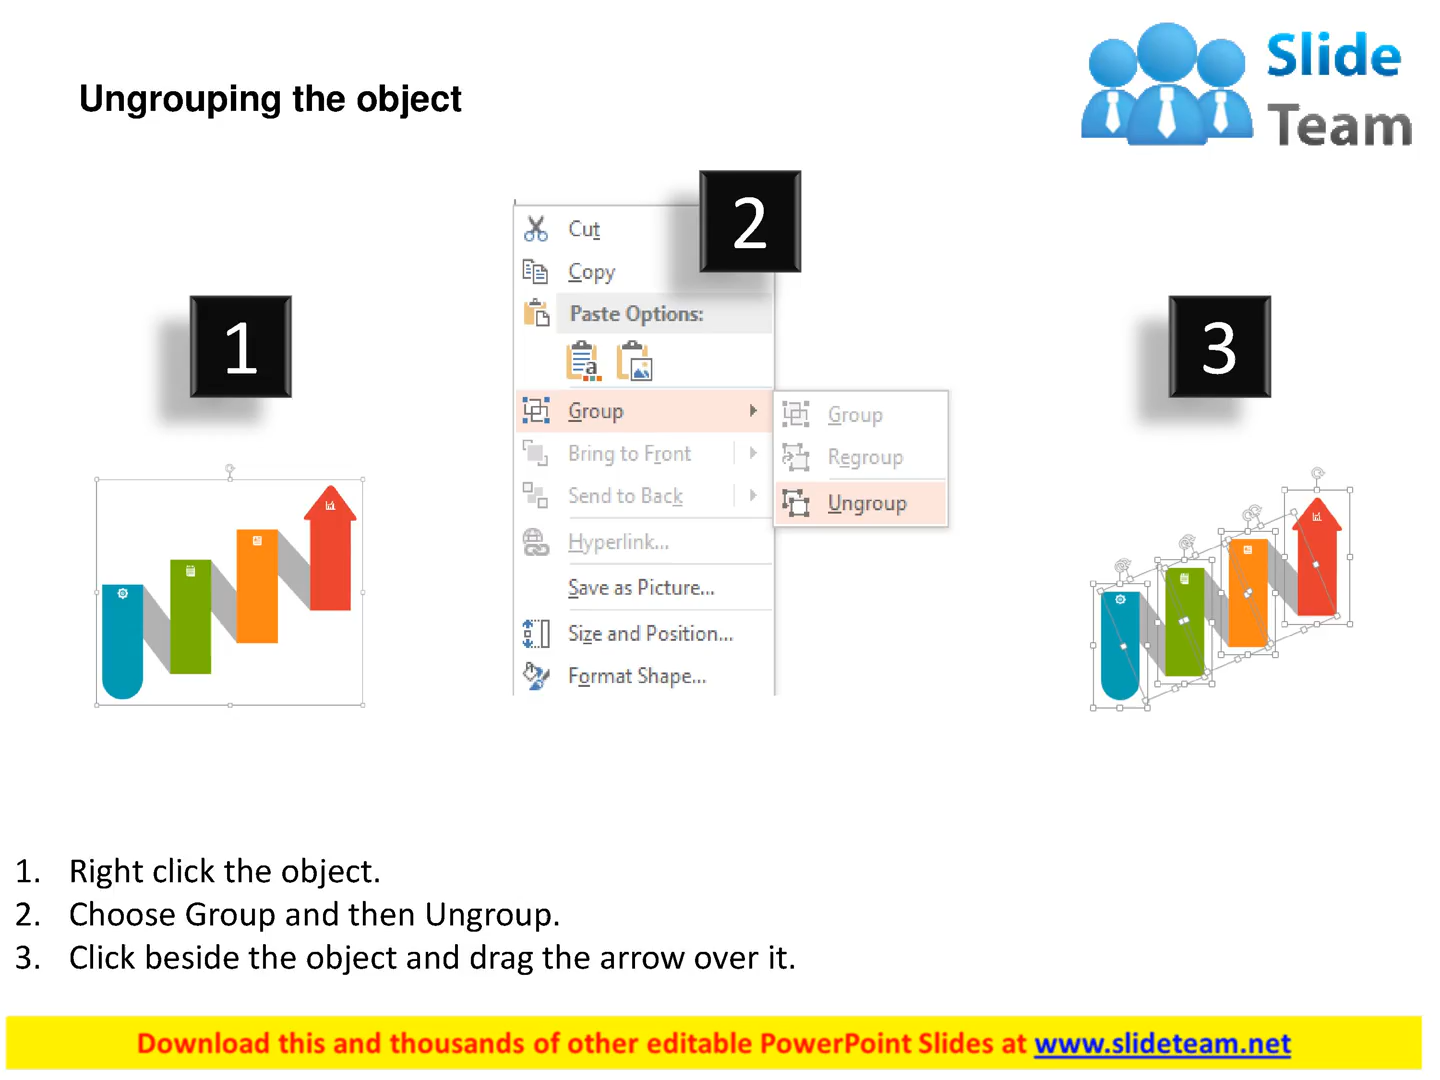 Ungrouping the object
Slide
Team
1
2
3
Cut
Copy
Paste Options:
a
Group
Bring to Front
Send to Back
Hyperlink...
Save as Picture...
Size and Position...
Format Shape...
Group
Regroup
Ungroup
1. Right click the object.
2. Choose Group and then Ungroup.
3. Click beside the object and drag the arrow over it.
Download this and thousands of other editable PowerPoint Slides at www.slideteam.net